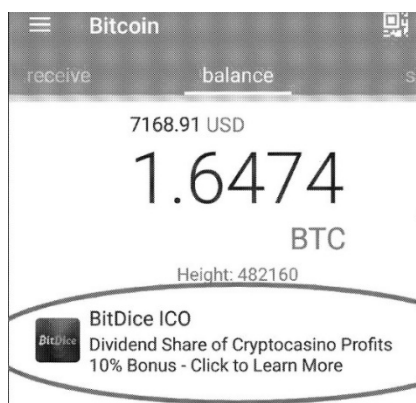 Bitcoin
receive balance s
7168.91 USD
1.6474
BTC
Height: 482160
BitDice ICO
BitDice Dividend Share of Cryptocasino Profits
10% Bonus - Click to Learn More